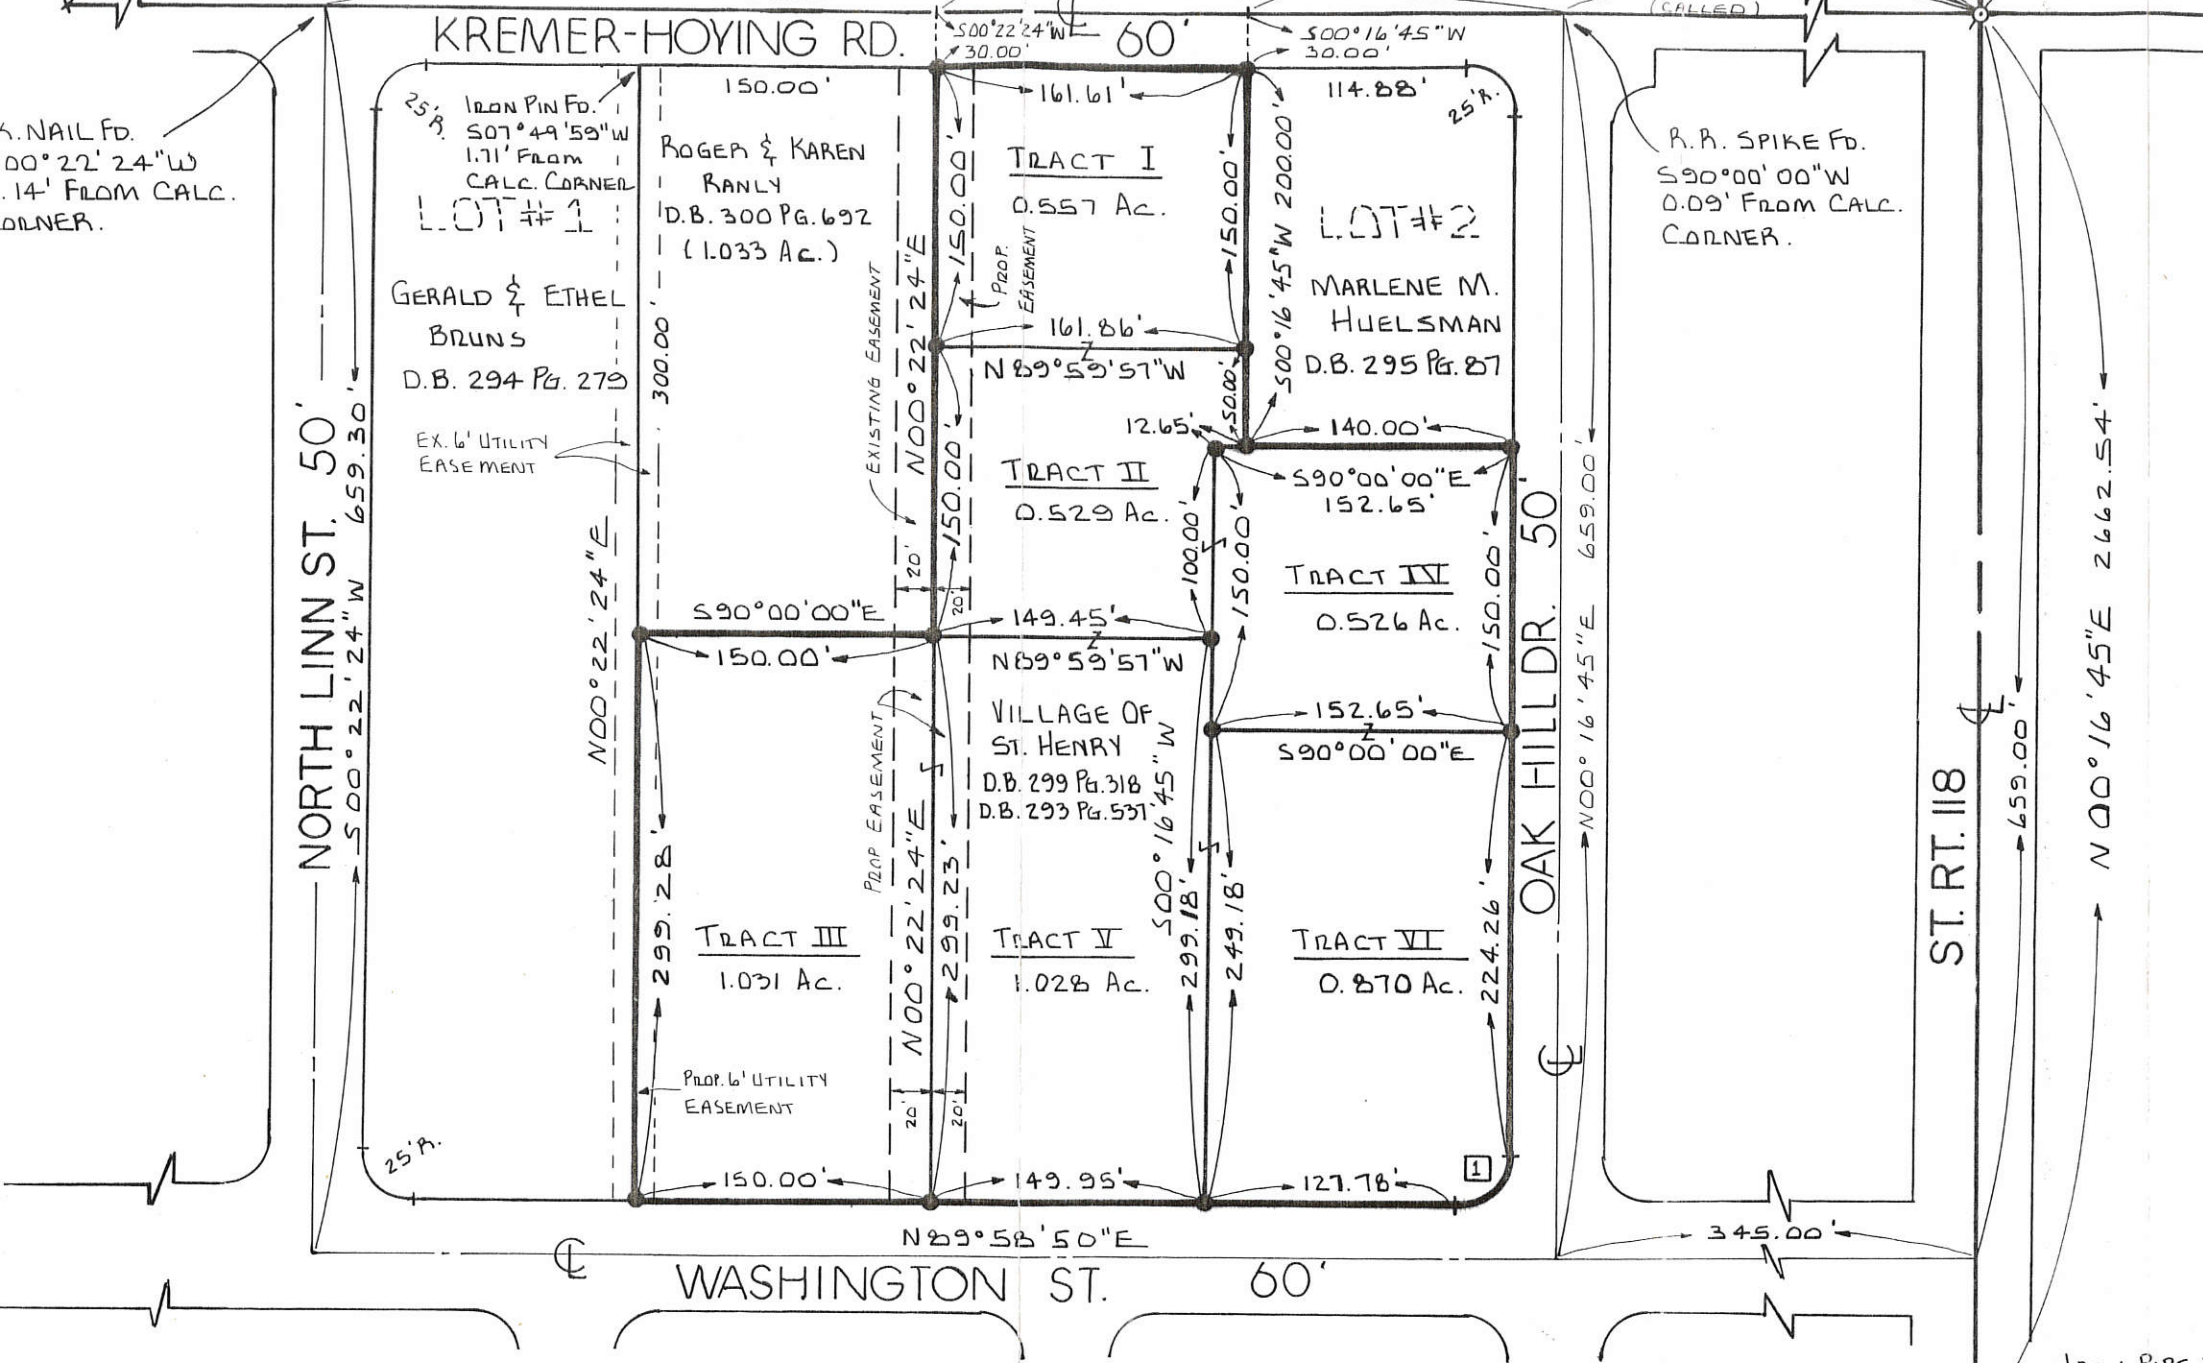 (CALLED)
KREMER-HOYING RD.
S00°22'24"W
30.00'
60'
S00°16'45"W
30.00'
150.00'
161.61'
114.88'
25'R.
25'R.
IRON PIN FD.
S07°49'59"W
1.71' FROM
CALC. CORNER
K. NAIL FD.
00°22'24"W
.14' FROM CALC.
ORNER.
R.R. SPIKE FD.
S90°00'00"W
0.09' FROM CALC.
CORNER.
LOT#1
GERALD & ETHEL
BRUNS
D.B. 294 PG. 279
EX. 6' UTILITY
EASEMENT
ROGER & KAREN
RANLY
D.B. 300 PG. 692
(1.033 AC.)
300.00'
EXISTING EASEMENT
N00°22'24"E
150.00'
TRACT I
0.557 AC.
PROP.
EASEMENT
150.00'
S00°16'45"W 200.00'
LOT#2
MARLENE M.
HUELSMAN
D.B. 295 PG. 87
161.86'
N89°59'57"W
50.00'
12.65'
140.00'
S90°00'00"E
152.65'
TRACT II
0.529 AC.
150.00'
100.00'
150.00'
TRACT IV
0.526 AC.
150.00'
20'
20'
S90°00'00"E
150.00'
149.45'
N89°59'57"W
152.65'
S90°00'00"E
VILLAGE OF
ST. HENRY
D.B. 299 PG. 318
D.B. 293 PG. 537
S00°16'45"W
PROP EASEMENT
N00°22'24"E
N00°22'24"E
299.28'
299.23'
299.18'
249.18'
224.26'
TRACT III
1.031 AC.
TRACT V
1.028 AC.
TRACT VI
0.870 AC.
PROP. 6' UTILITY
EASEMENT
20'
20'
25'R.
150.00'
149.95'
127.78'
1
N89°58'50"E
345.00'
WASHINGTON ST. 60'
NORTH LINN ST. 50'
S00°22'24"W 659.30'
OAK HILL DR. 50'
N00°16'45"E 659.00'
ST. RT. 118
659.00'
N00°16'45"E 2662.54'